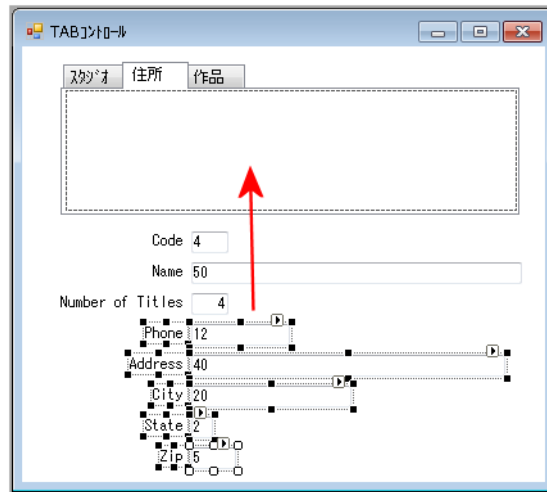 TABｺﾝﾄﾛｰﾙ
ｽﾀｼﾞｵ 住所 作品
Code 4
Name 50
Number of Titles 4
Phone 12
Address 40
City 20
State 2
Zip 5